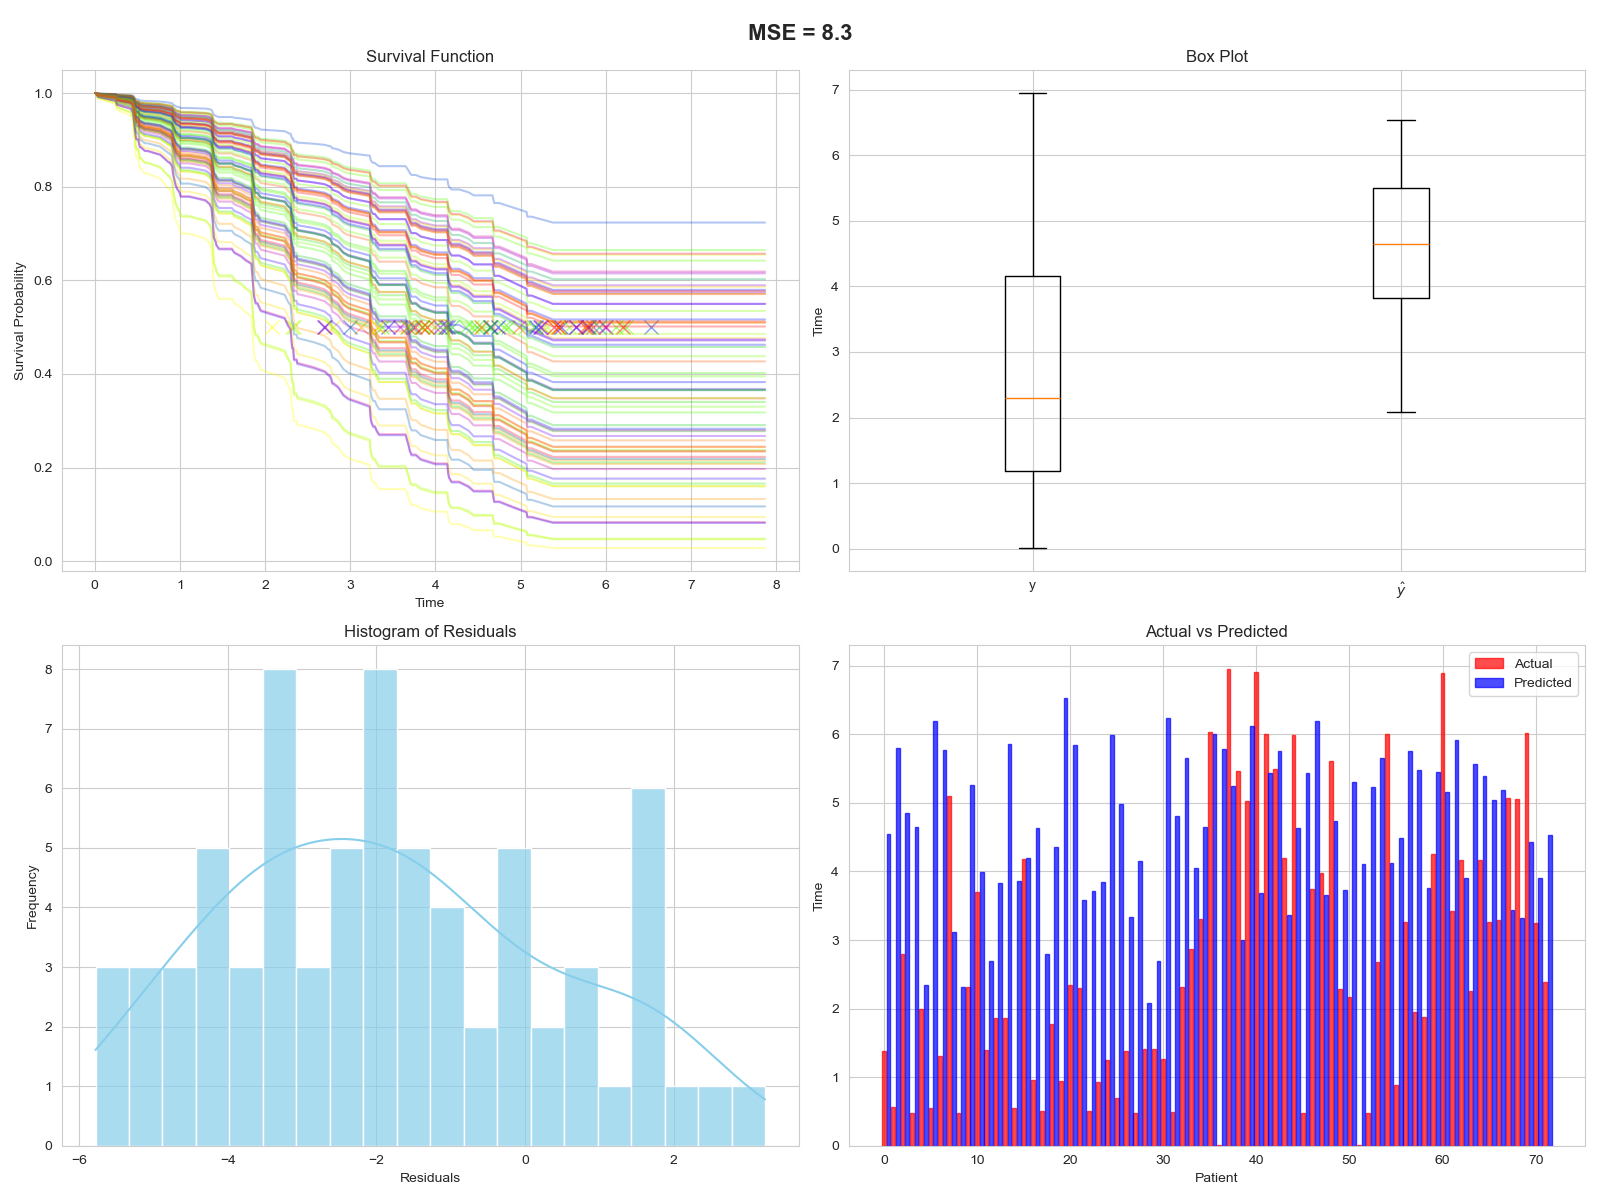 MSE = 8.3
Survival Function
1.0
0.8
0.6
0.4
0.2
0.0
Survival Probability
0 1 2 3 4 5 6 7 8
Time
Box Plot
7
6
5
4
3
2
1
0
Time
y ŷ
Histogram of Residuals
8
7
6
5
4
3
2
1
0
Frequency
−6 −4 −2 0 2
Residuals
Actual vs Predicted
7
6
5
4
3
2
1
0
Time
Actual
Predicted
0 10 20 30 40 50 60 70
Patient